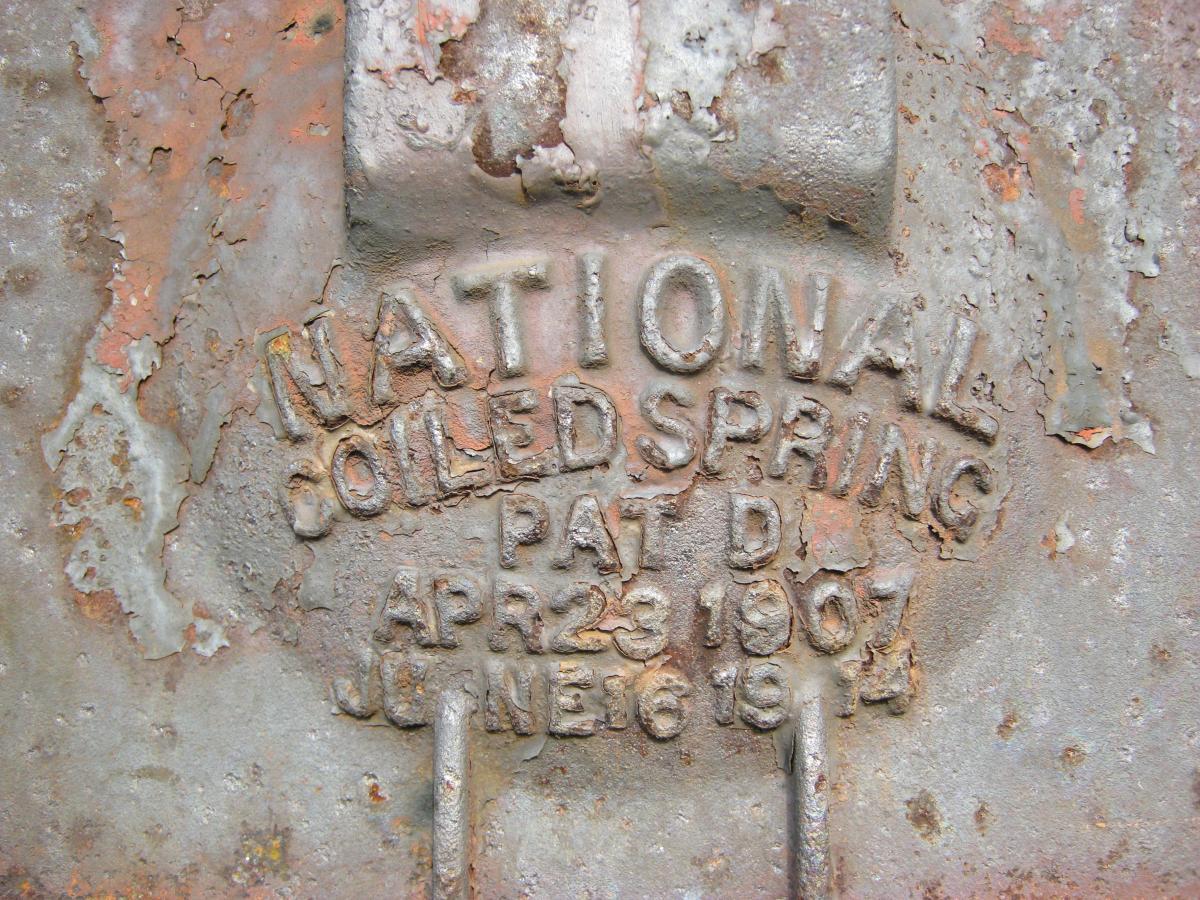 NATIONAL
COILED SPRING
PAT D
APR 23 1907
JUNE 16 1914